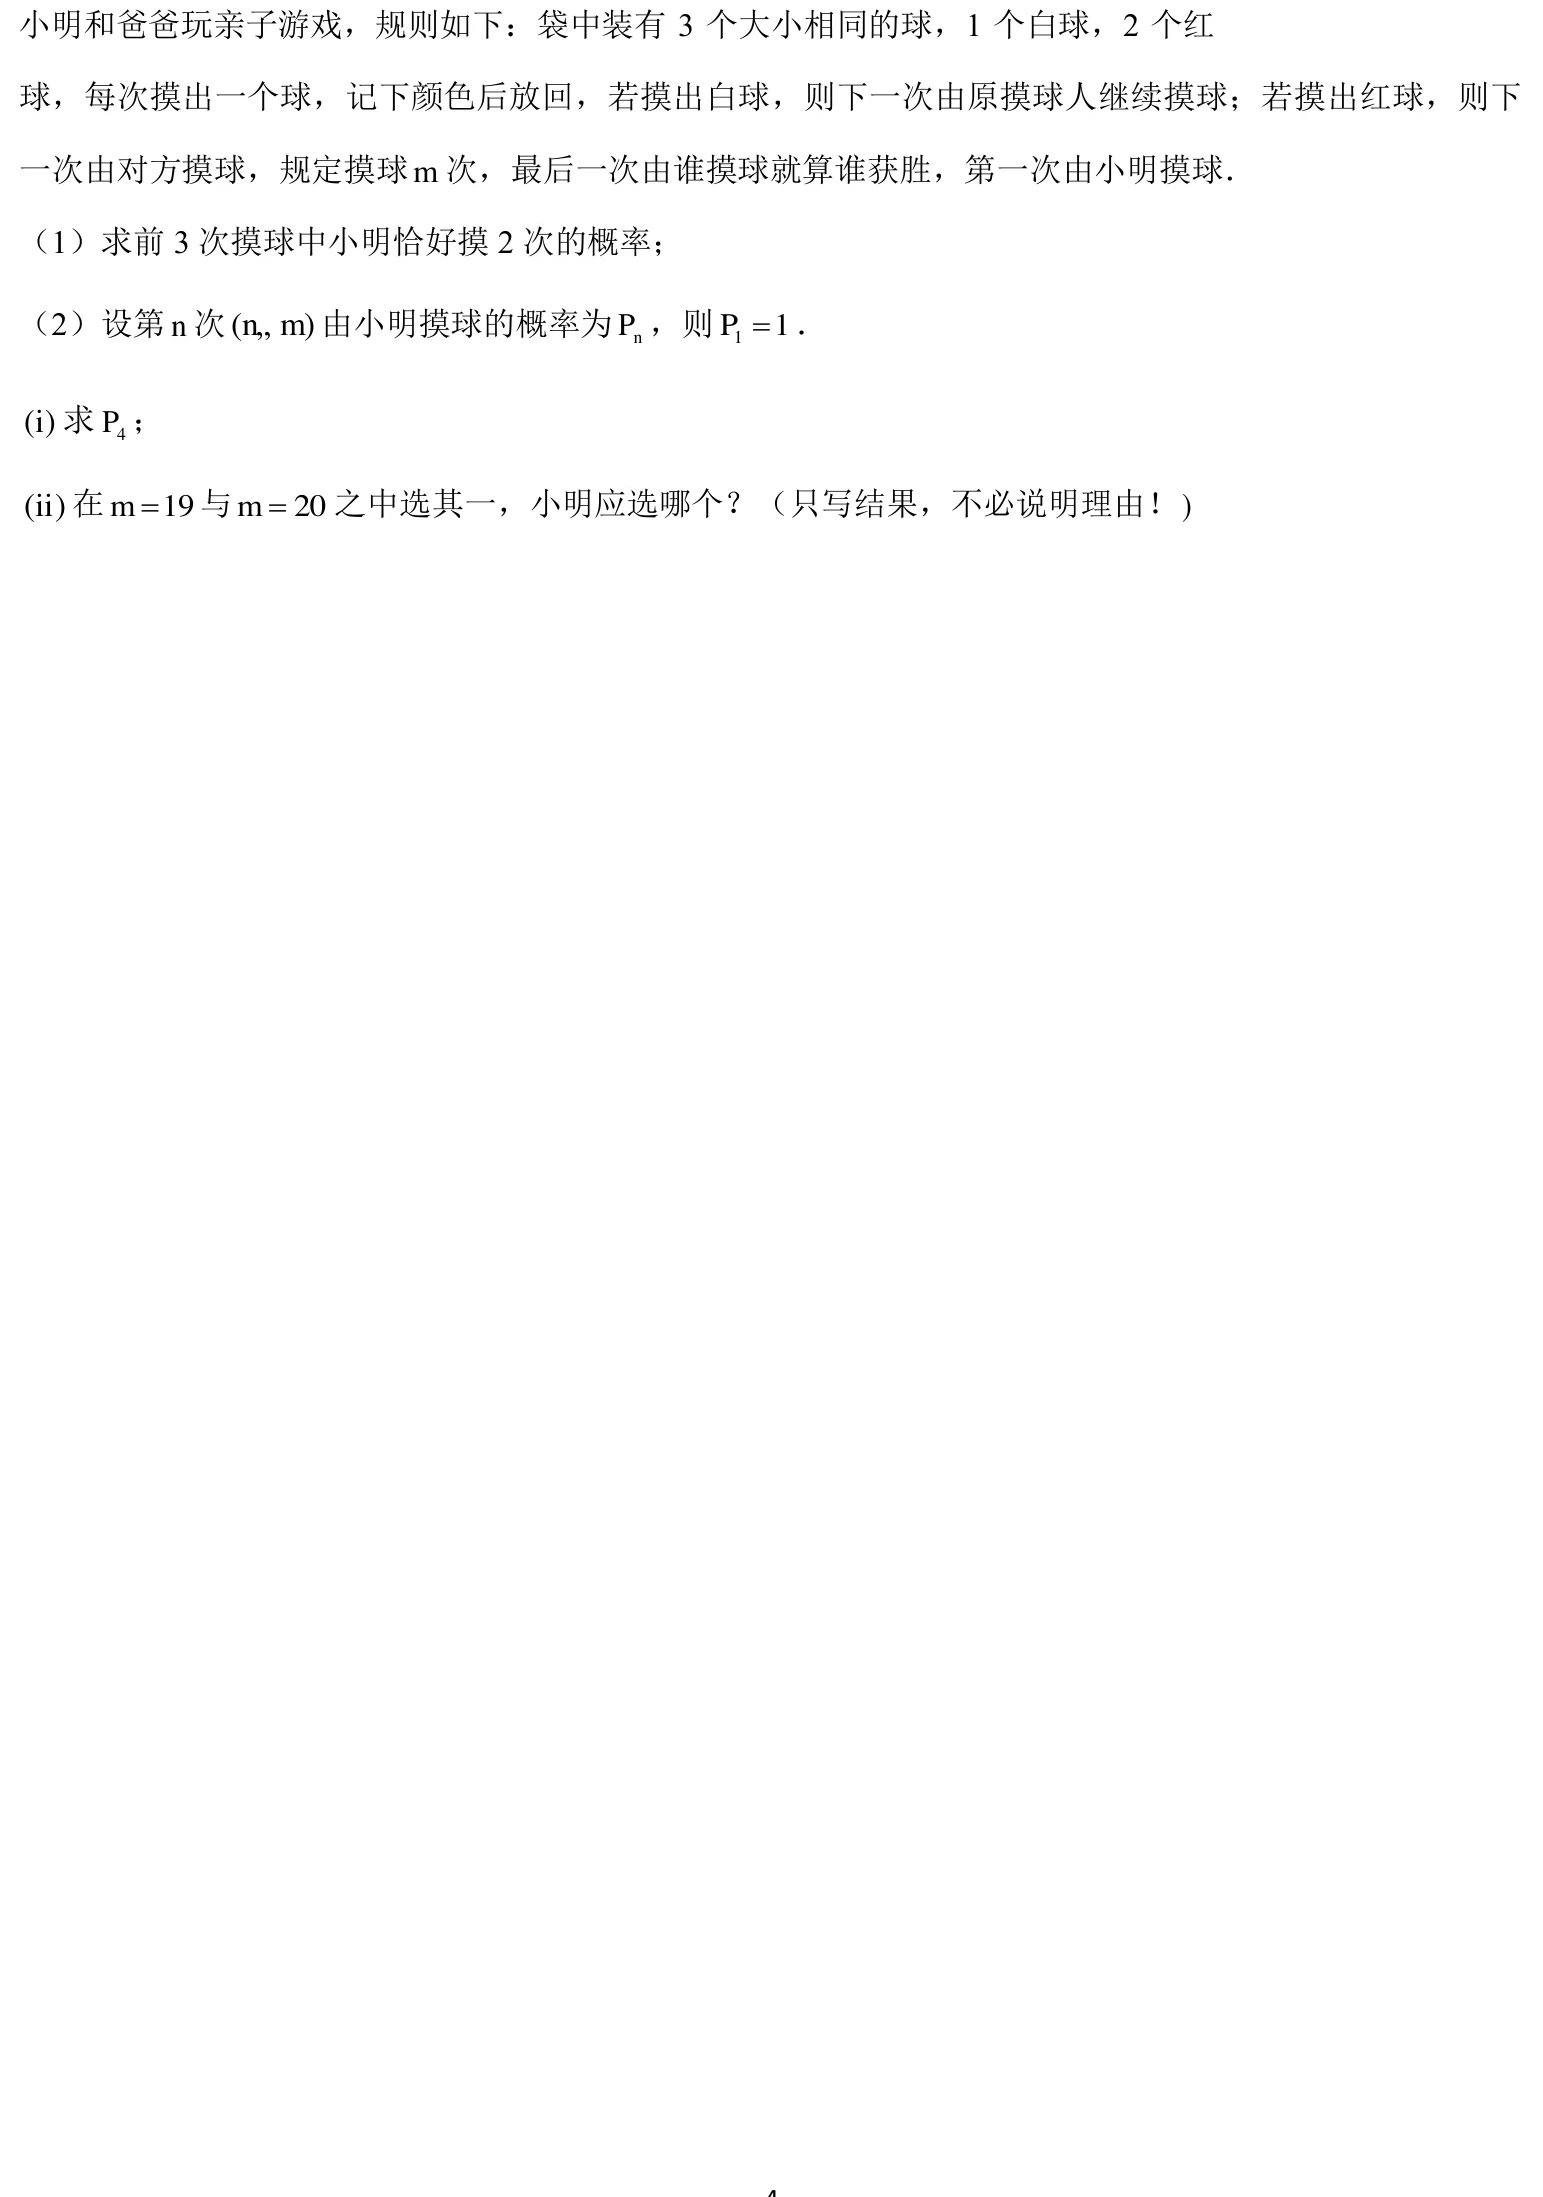 小明和爸爸玩亲子游戏，规则如下：袋中装有 3 个大小相同的球，1 个白球，2 个红
球，每次摸出一个球，记下颜色后放回，若摸出白球，则下一次由原摸球人继续摸球；若摸出红球，则下
一次由对方摸球，规定摸球 m 次，最后一次由谁摸球就算谁获胜，第一次由小明摸球．
（1）求前 3 次摸球中小明恰好摸 2 次的概率；
（2）设第 n 次 (n,, m) 由小明摸球的概率为 Pₙ，则 P₁ = 1．
(i) 求 P₄；
(ii) 在 m = 19 与 m = 20 之中选其一，小明应选哪个？（只写结果，不必说明理由！)